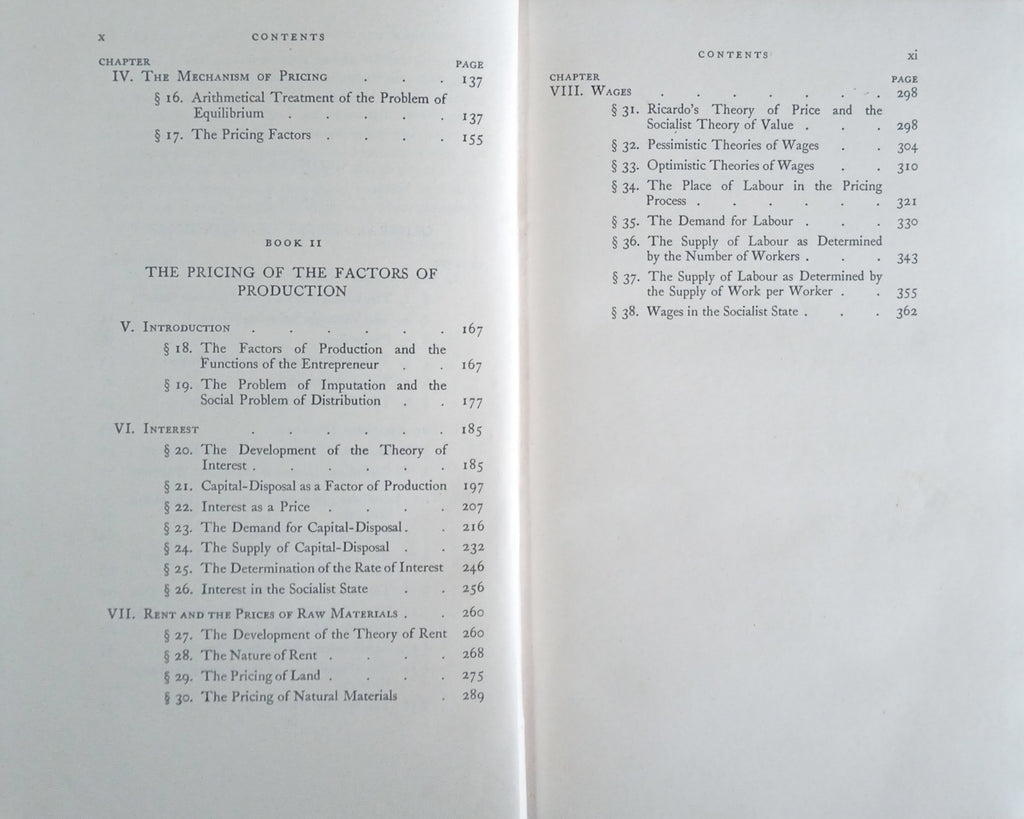 x CONTENTS
CHAPTER PAGE
IV. The Mechanism of Pricing . . . 137
§ 16. Arithmetical Treatment of the Problem of
Equilibrium . . . . . 137
§ 17. The Pricing Factors . . . . 155
BOOK II
THE PRICING OF THE FACTORS OF
PRODUCTION
V. Introduction . . . . . . 167
§ 18. The Factors of Production and the
Functions of the Entrepreneur . . 167
§ 19. The Problem of Imputation and the
Social Problem of Distribution . . 177
VI. Interest . . . . . . 185
§ 20. The Development of the Theory of
Interest . . . . . . 185
§ 21. Capital-Disposal as a Factor of Production 197
§ 22. Interest as a Price . . . . 207
§ 23. The Demand for Capital-Disposal . . 216
§ 24. The Supply of Capital-Disposal . . 232
§ 25. The Determination of the Rate of Interest 246
§ 26. Interest in the Socialist State . . 256
VII. Rent and the Prices of Raw Materials . . 260
§ 27. The Development of the Theory of Rent 260
§ 28. The Nature of Rent . . . . 268
§ 29. The Pricing of Land . . . . 275
§ 30. The Pricing of Natural Materials . 289
CONTENTS xi
CHAPTER PAGE
VIII. Wages . . . . . . . 298
§ 31. Ricardo's Theory of Price and the
Socialist Theory of Value . . . 298
§ 32. Pessimistic Theories of Wages . . 304
§ 33. Optimistic Theories of Wages . . 310
§ 34. The Place of Labour in the Pricing
Process . . . . . . 321
§ 35. The Demand for Labour . . . 330
§ 36. The Supply of Labour as Determined
by the Number of Workers . . . 343
§ 37. The Supply of Labour as Determined by
the Supply of Work per Worker . . 355
§ 38. Wages in the Socialist State . . . 362